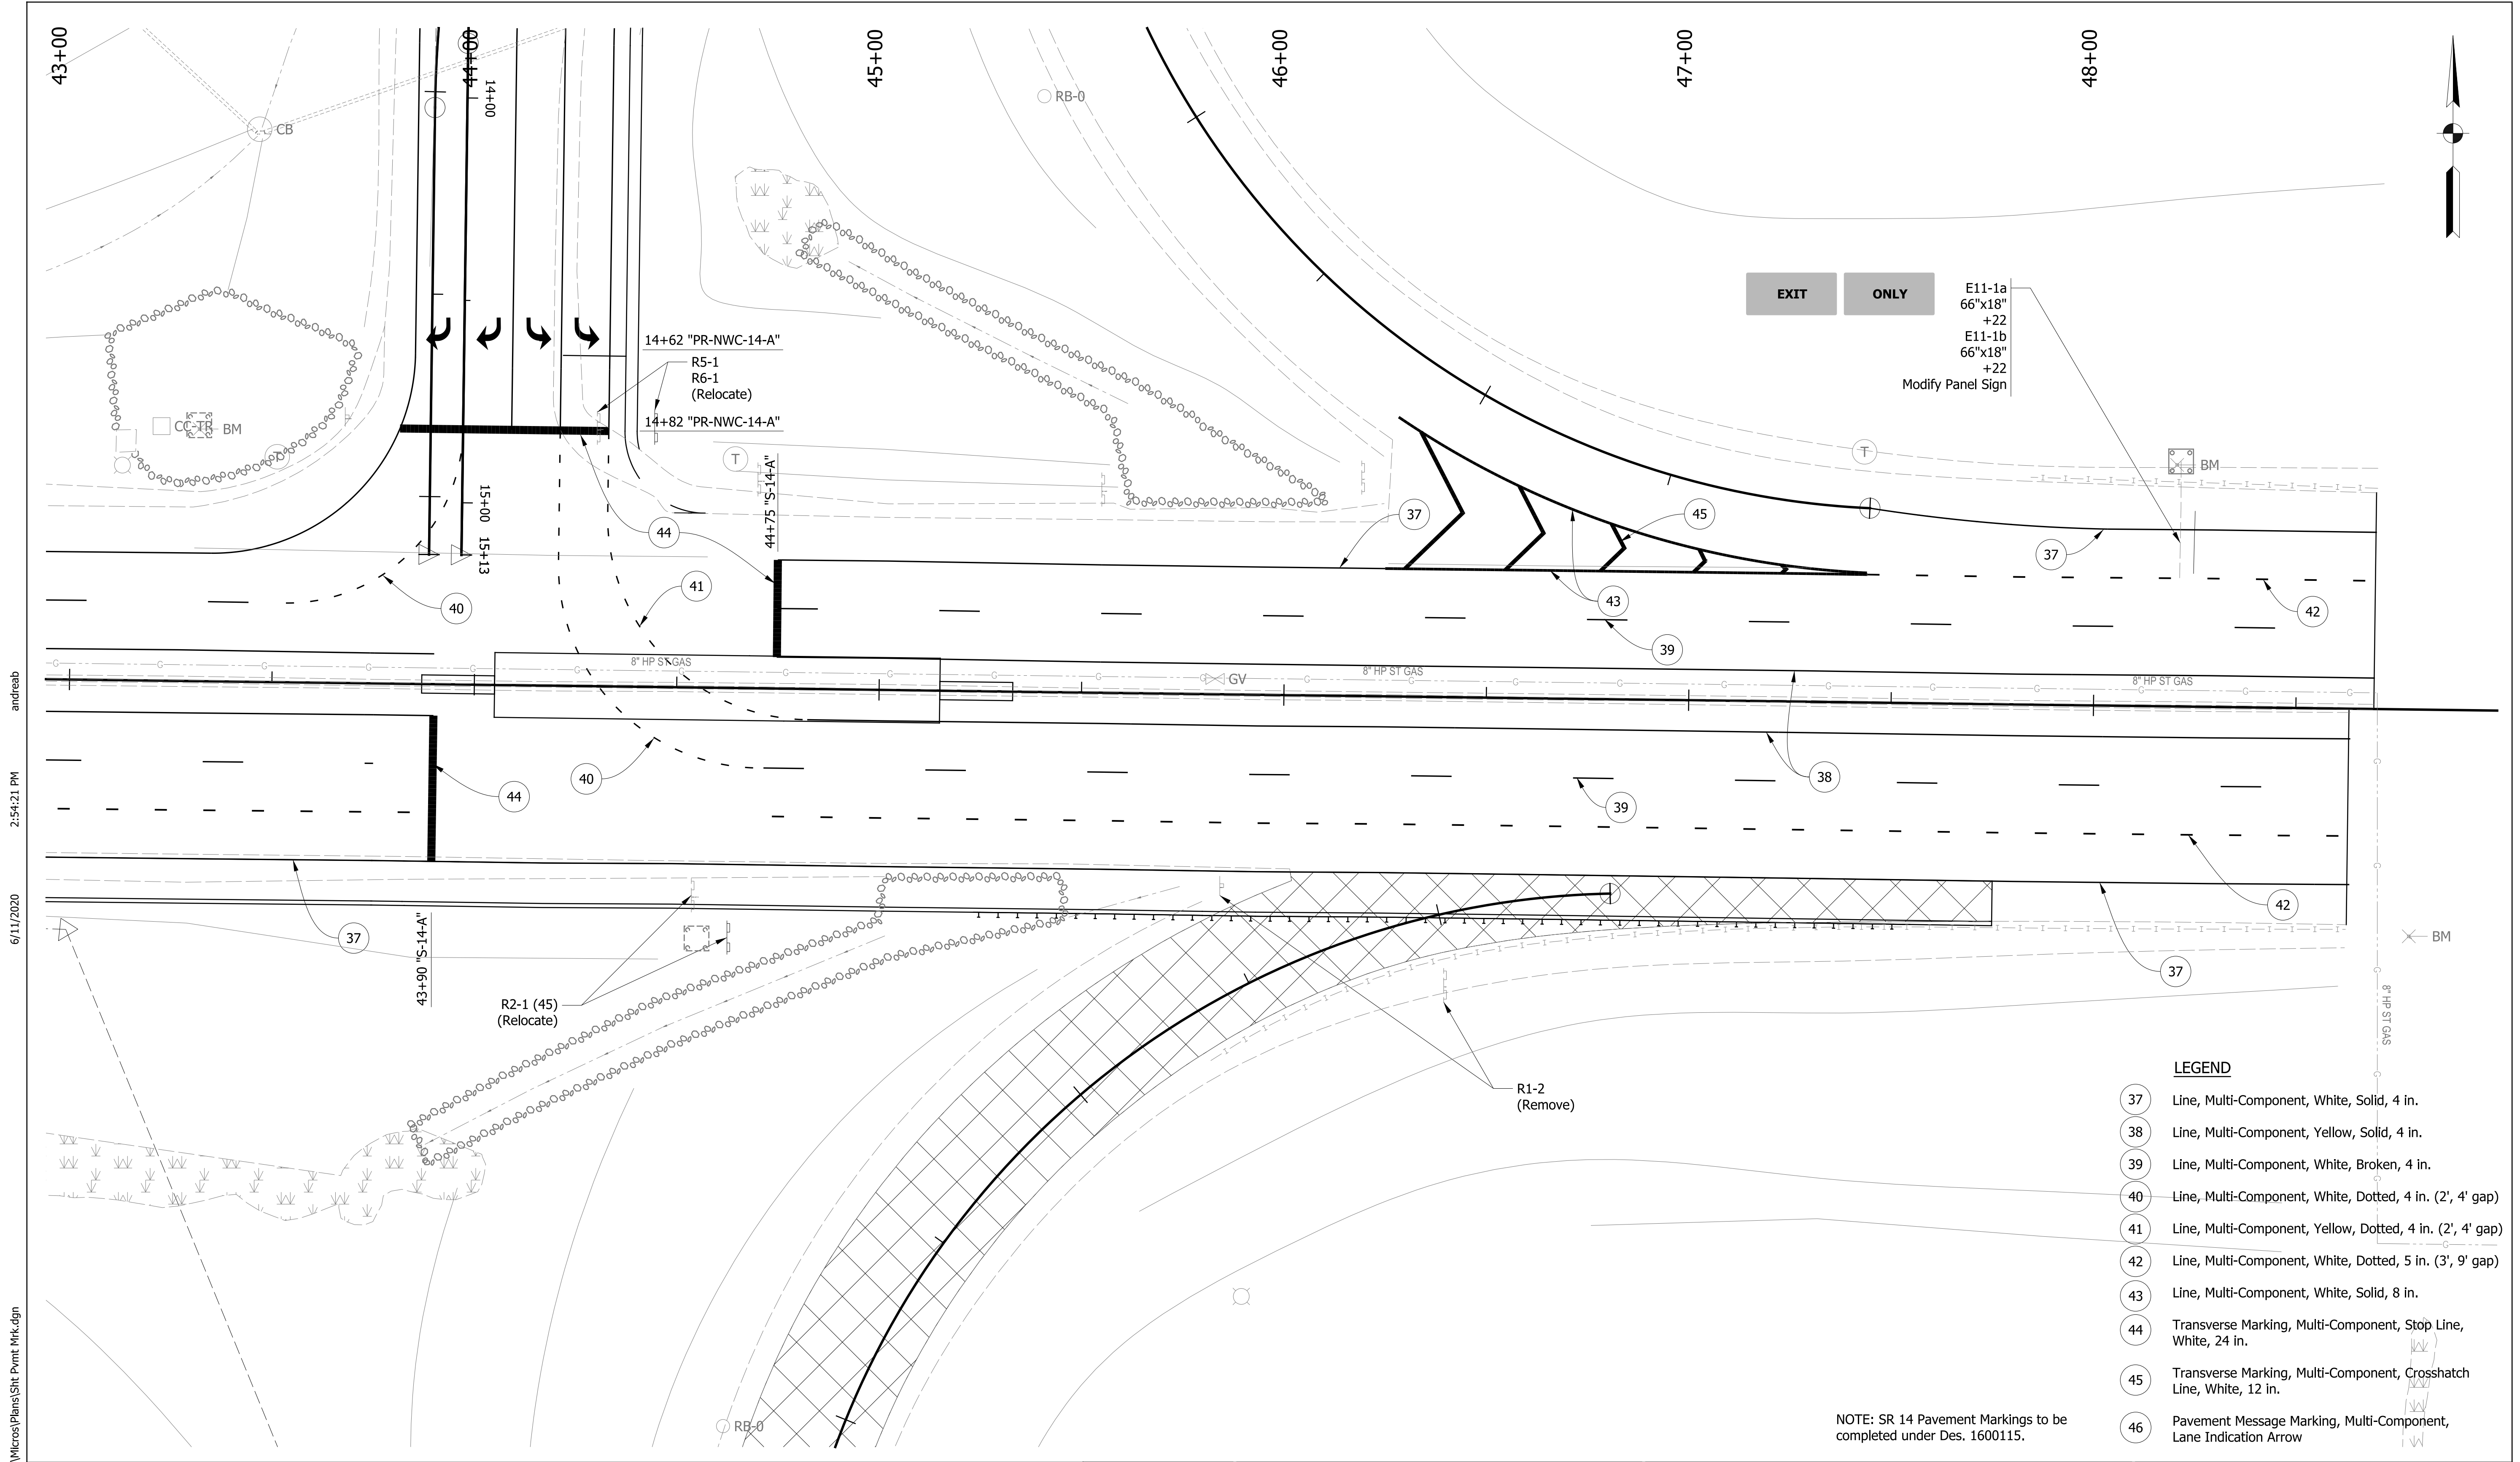 43+00
44+00
45+00
46+00
47+00
48+00
14+00
CB
RB-0
EXIT
ONLY
E11-1a
66"x18"
+22
E11-1b
66"x18"
+22
Modify Panel Sign
14+62 "PR-NWC-14-A"
R5-1
R6-1
(Relocate)
14+82 "PR-NWC-14-A"
CC-TR
BM
T
T
T
BM
44+75 "S-14-A"
15+00
15+13
44
37
45
37
40
41
43
42
39
8" HP ST GAS
8" HP ST GAS
8" HP ST GAS
G
GV
40
44
38
39
42
37
43+90 "S-14-A"
37
BM
R2-1 (45)
(Relocate)
R1-2
(Remove)
8" HP ST GAS
RB-0
LEGEND
37 Line, Multi-Component, White, Solid, 4 in.
38 Line, Multi-Component, Yellow, Solid, 4 in.
39 Line, Multi-Component, White, Broken, 4 in.
40 Line, Multi-Component, White, Dotted, 4 in. (2', 4' gap)
41 Line, Multi-Component, Yellow, Dotted, 4 in. (2', 4' gap)
42 Line, Multi-Component, White, Dotted, 5 in. (3', 9' gap)
43 Line, Multi-Component, White, Solid, 8 in.
44 Transverse Marking, Multi-Component, Stop Line,
White, 24 in.
45 Transverse Marking, Multi-Component, Crosshatch
Line, White, 12 in.
46 Pavement Message Marking, Multi-Component,
Lane Indication Arrow
NOTE: SR 14 Pavement Markings to be
completed under Des. 1600115.
andreab
2:54:21 PM
6/11/2020
\Micros\Plans\Sht Pvmt Mrk.dgn